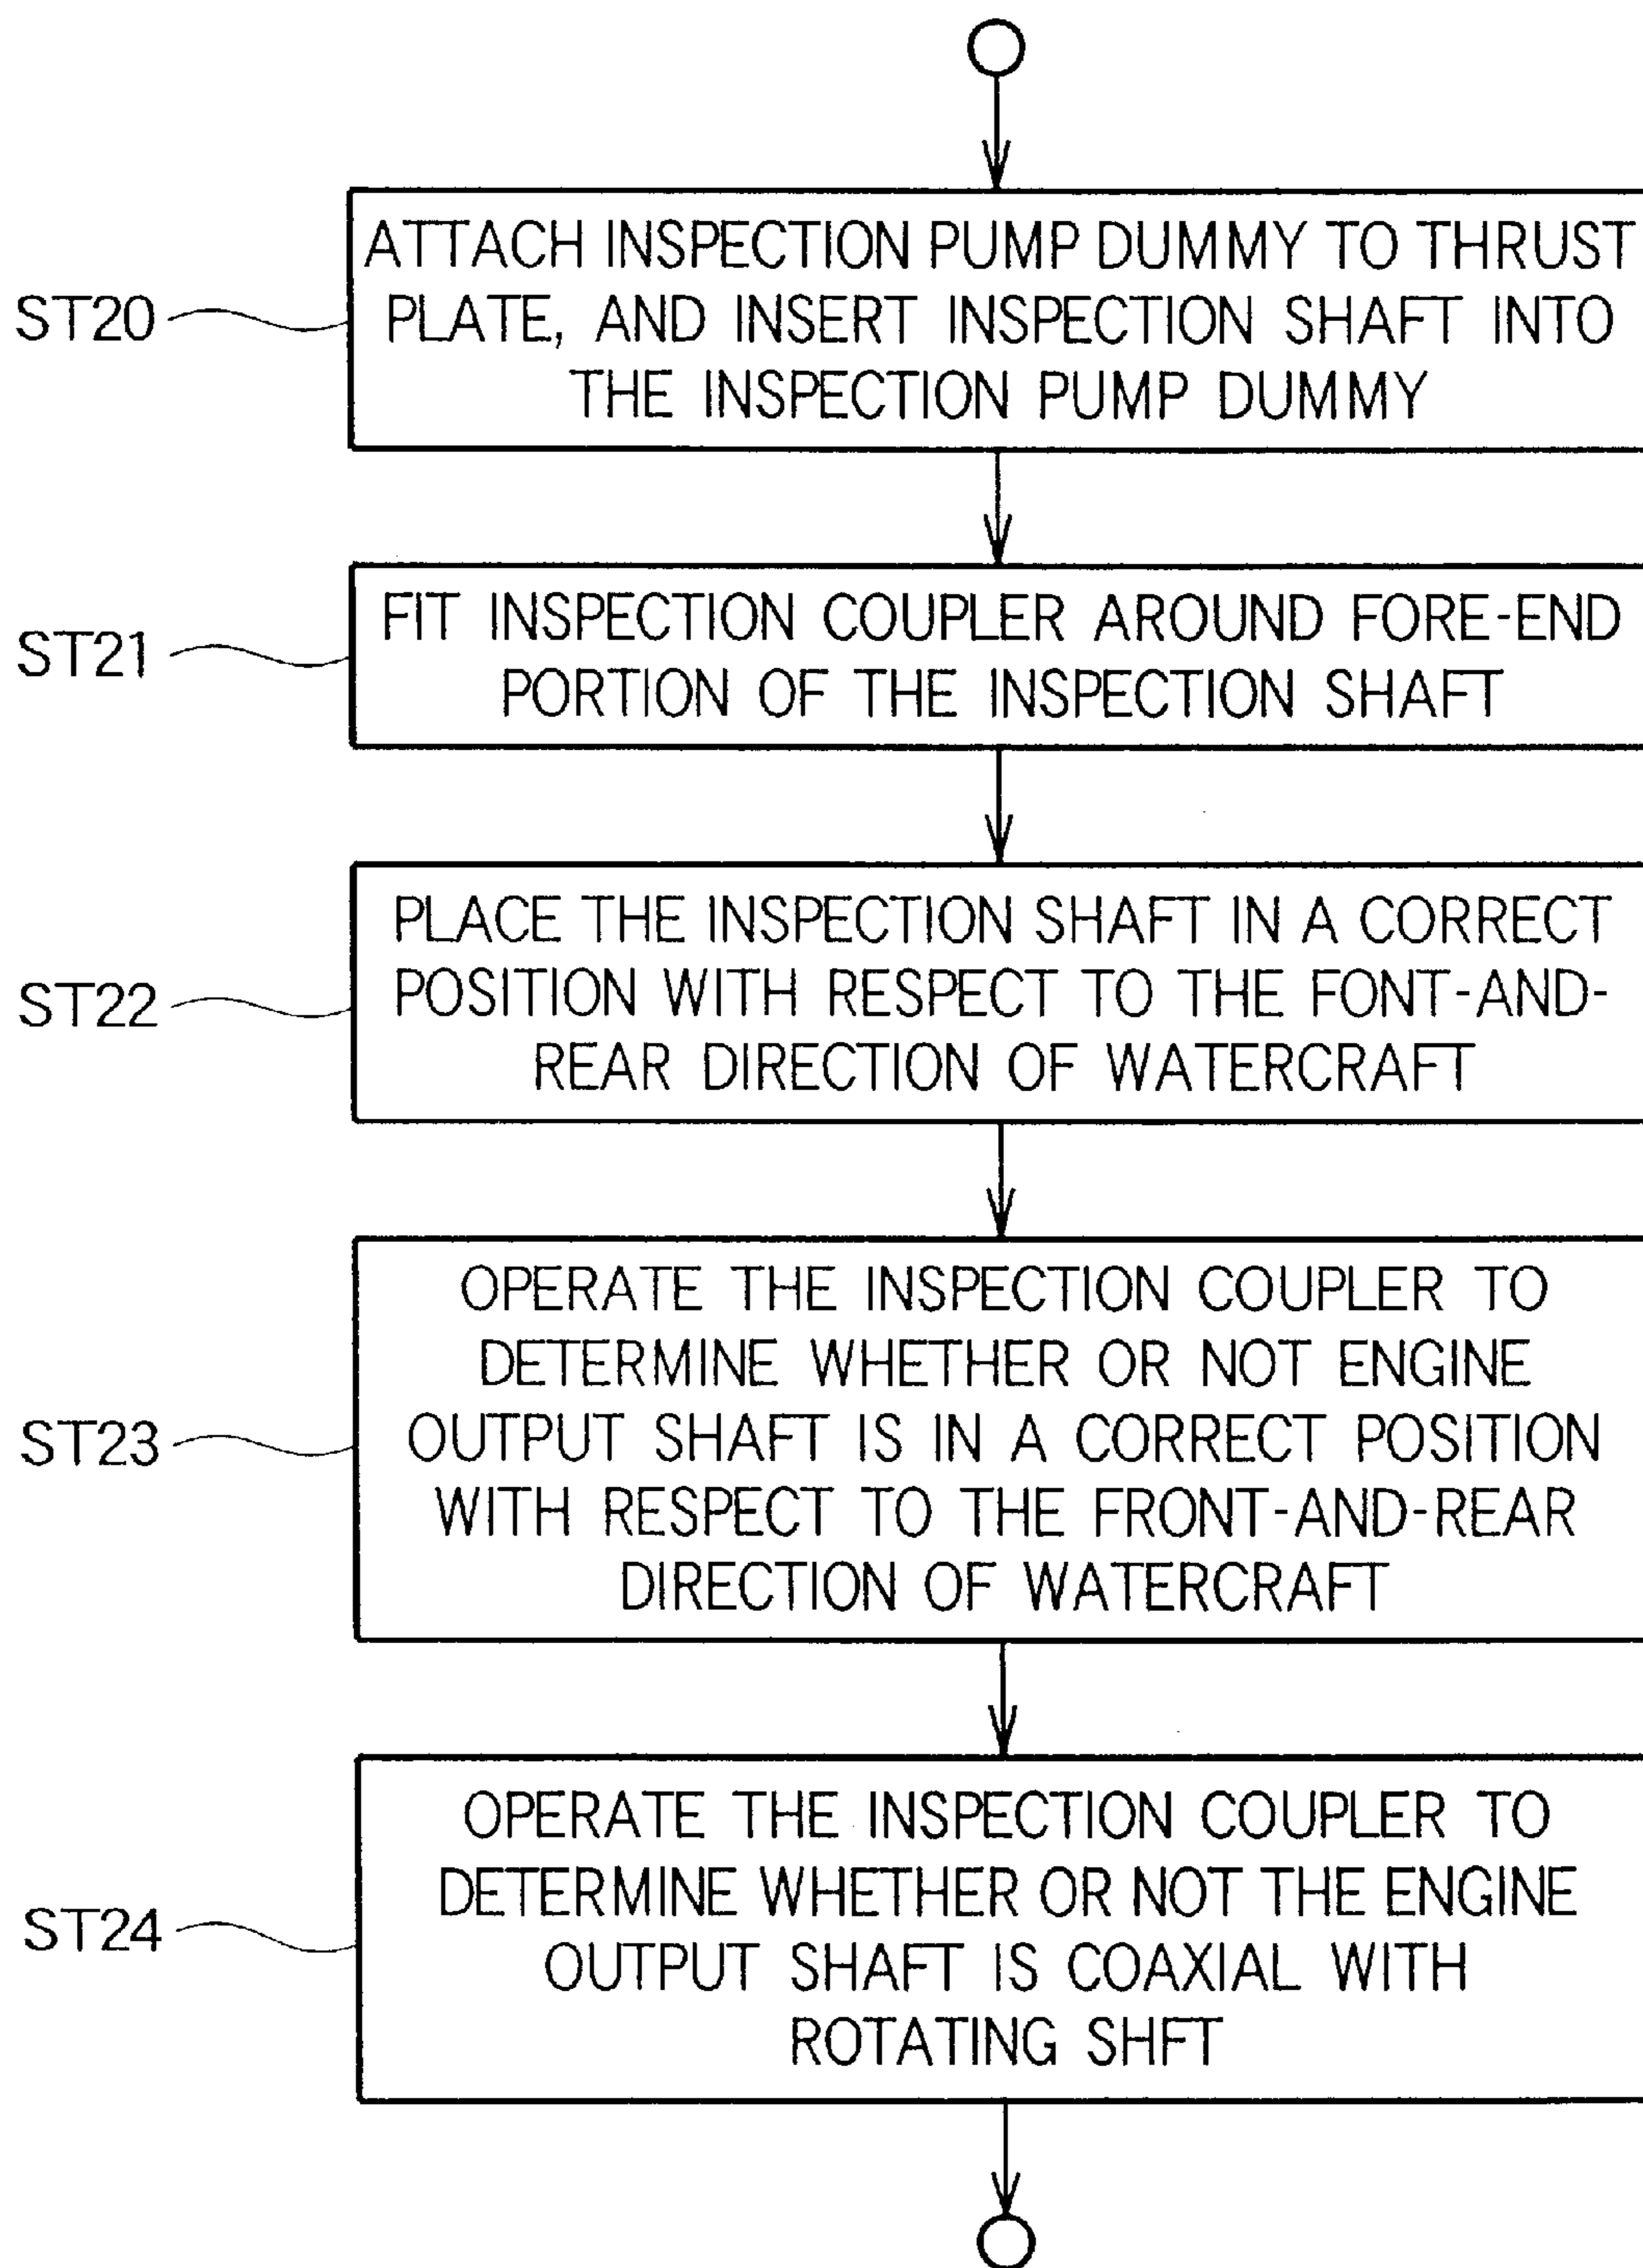 ATTACH INSPECTION PUMP DUMMY TO THRUST
PLATE, AND INSERT INSPECTION SHAFT INTO
THE INSPECTION PUMP DUMMY
ST20
FIT INSPECTION COUPLER AROUND FORE-END
PORTION OF THE INSPECTION SHAFT
ST21
PLACE THE INSPECTION SHAFT IN A CORRECT
POSITION WITH RESPECT TO THE FONT-AND-
REAR DIRECTION OF WATERCRAFT
ST22
OPERATE THE INSPECTION COUPLER TO
DETERMINE WHETHER OR NOT ENGINE
OUTPUT SHAFT IS IN A CORRECT POSITION
WITH RESPECT TO THE FRONT-AND-REAR
DIRECTION OF WATERCRAFT
ST23
OPERATE THE INSPECTION COUPLER TO
DETERMINE WHETHER OR NOT THE ENGINE
OUTPUT SHAFT IS COAXIAL WITH
ROTATING SHFT
ST24